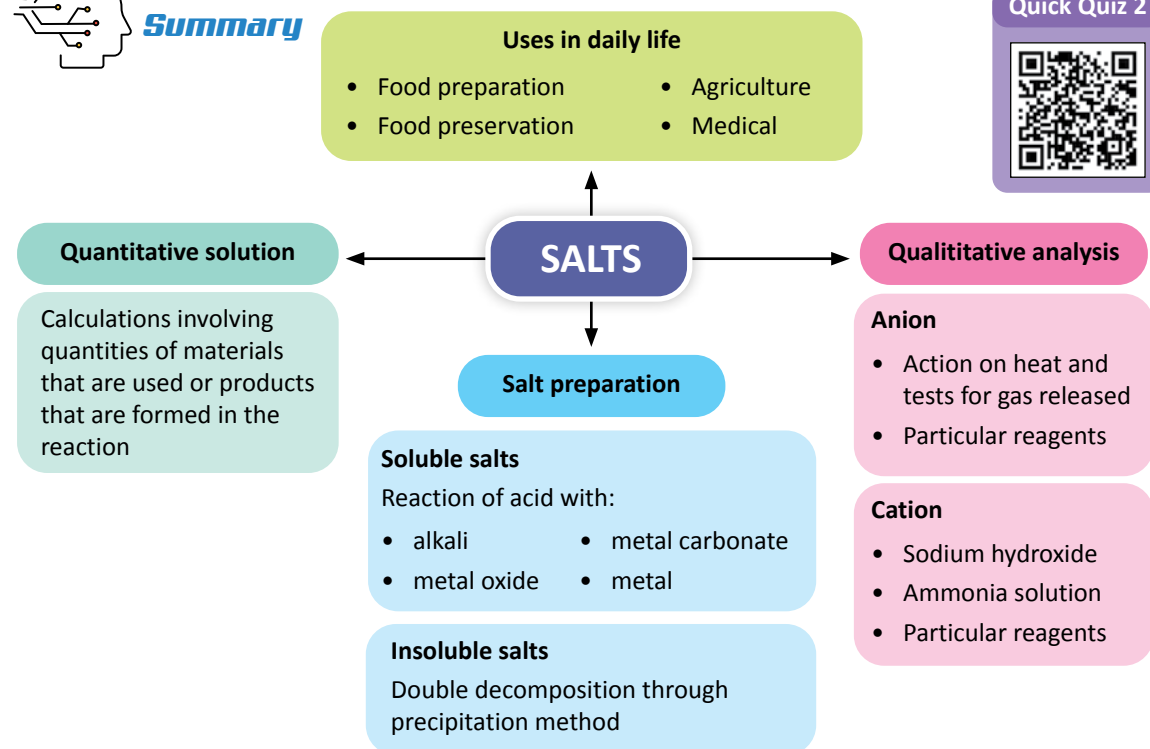 Summary
Quick Quiz 2
Uses in daily life
• Food preparation
• Food preservation
• Agriculture
• Medical
SALTS
Quantitative solution
Calculations involving
quantities of materials
that are used or products
that are formed in the
reaction
Salt preparation
Soluble salts
Reaction of acid with:
• alkali
• metal oxide
• metal carbonate
• metal
Insoluble salts
Double decomposition through
precipitation method
Qualititative analysis
Anion
• Action on heat and
tests for gas released
• Particular reagents
Cation
• Sodium hydroxide
• Ammonia solution
• Particular reagents